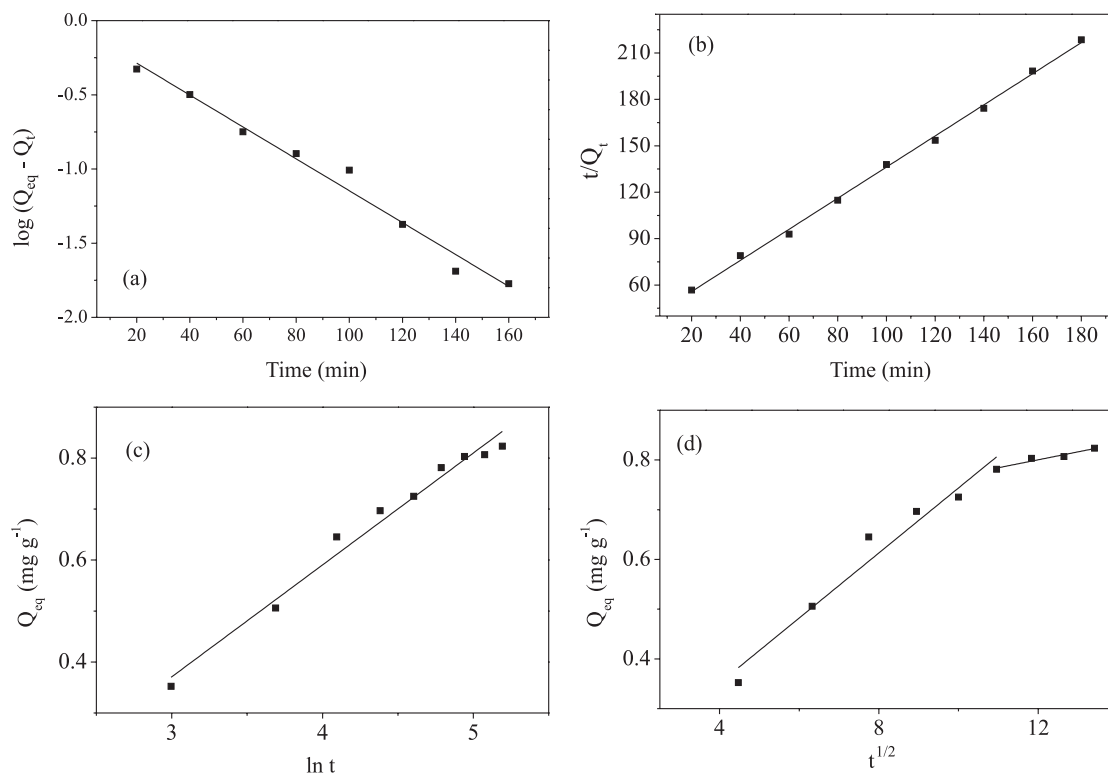 0.0
-0.5
-1.0
-1.5
-2.0
log (Q_eq - Q_t)
(a)
20 40 60 80 100 120 140 160
Time (min)
210
180
150
120
90
60
t/Q_t
(b)
20 40 60 80 100 120 140 160 180
Time (min)
0.8
0.6
0.4
Q_eq (mg g^-1)
(c)
3 4 5
ln t
0.8
0.6
0.4
Q_eq (mg g^-1)
(d)
4 8 12
t^1/2